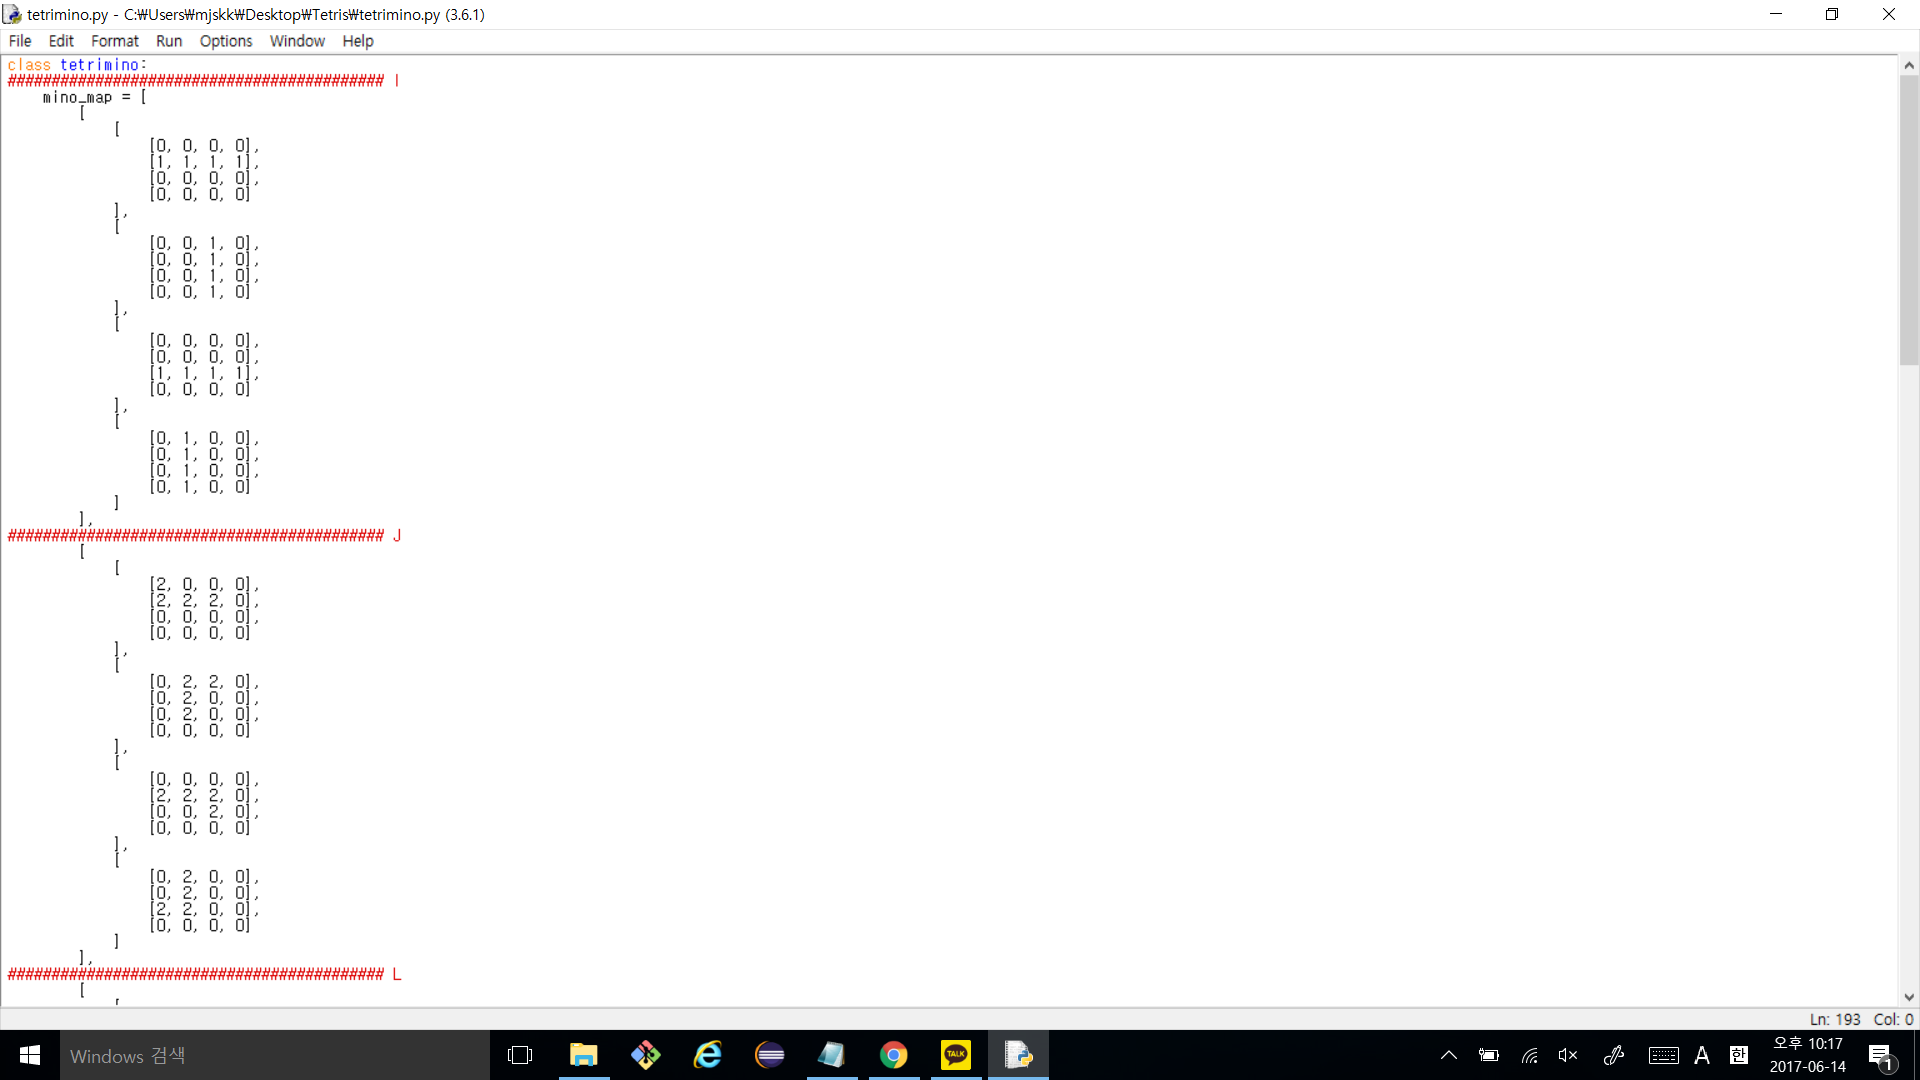 tetrimino.py - C:₩Users₩mjskk₩Desktop₩Tetris₩tetrimino.py (3.6.1)
File Edit Format Run Options Window Help
class tetrimino:
########################################### I
    mino_map = [
        [
            [
                [0, 0, 0, 0],
                [1, 1, 1, 1],
                [0, 0, 0, 0],
                [0, 0, 0, 0]
            ],
            [
                [0, 0, 1, 0],
                [0, 0, 1, 0],
                [0, 0, 1, 0],
                [0, 0, 1, 0]
            ],
            [
                [0, 0, 0, 0],
                [0, 0, 0, 0],
                [1, 1, 1, 1],
                [0, 0, 0, 0]
            ],
            [
                [0, 1, 0, 0],
                [0, 1, 0, 0],
                [0, 1, 0, 0],
                [0, 1, 0, 0]
            ]
        ],
########################################### J
        [
            [
                [2, 0, 0, 0],
                [2, 2, 2, 0],
                [0, 0, 0, 0],
                [0, 0, 0, 0]
            ],
            [
                [0, 2, 2, 0],
                [0, 2, 0, 0],
                [0, 2, 0, 0],
                [0, 0, 0, 0]
            ],
            [
                [0, 0, 0, 0],
                [2, 2, 2, 0],
                [0, 0, 2, 0],
                [0, 0, 0, 0]
            ],
            [
                [0, 2, 0, 0],
                [0, 2, 0, 0],
                [2, 2, 0, 0],
                [0, 0, 0, 0]
            ]
        ],
########################################### L
        [
            [
Ln: 193 Col: 0
Windows 검색
TALK
A 한
오후 10:17
2017-06-14
1